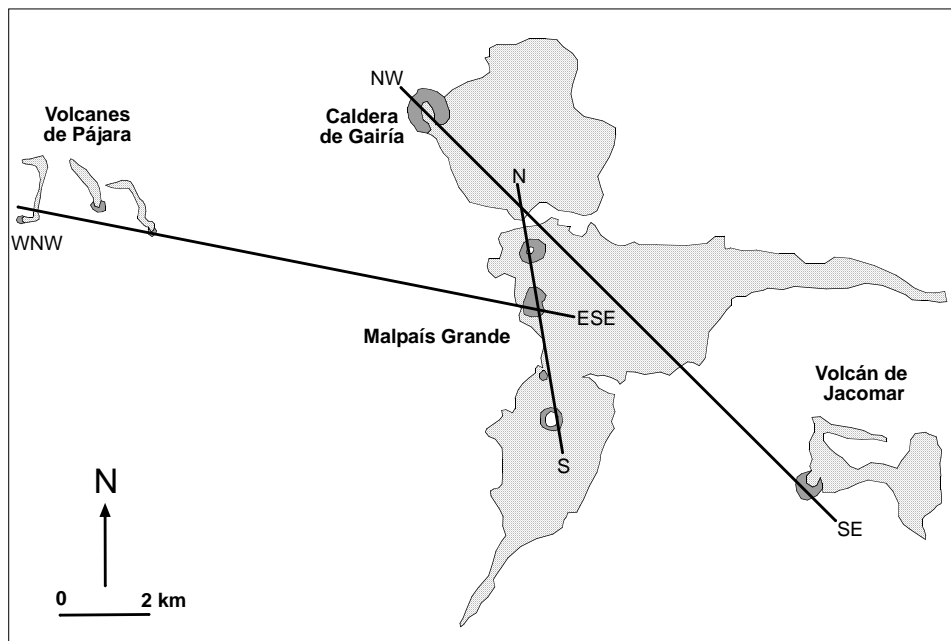 NW
Volcanes
de Pájara
Caldera
de Gairía
N
WNW
ESE
Malpaís Grande
Volcán de
Jacomar
S
N
SE
0 2 km